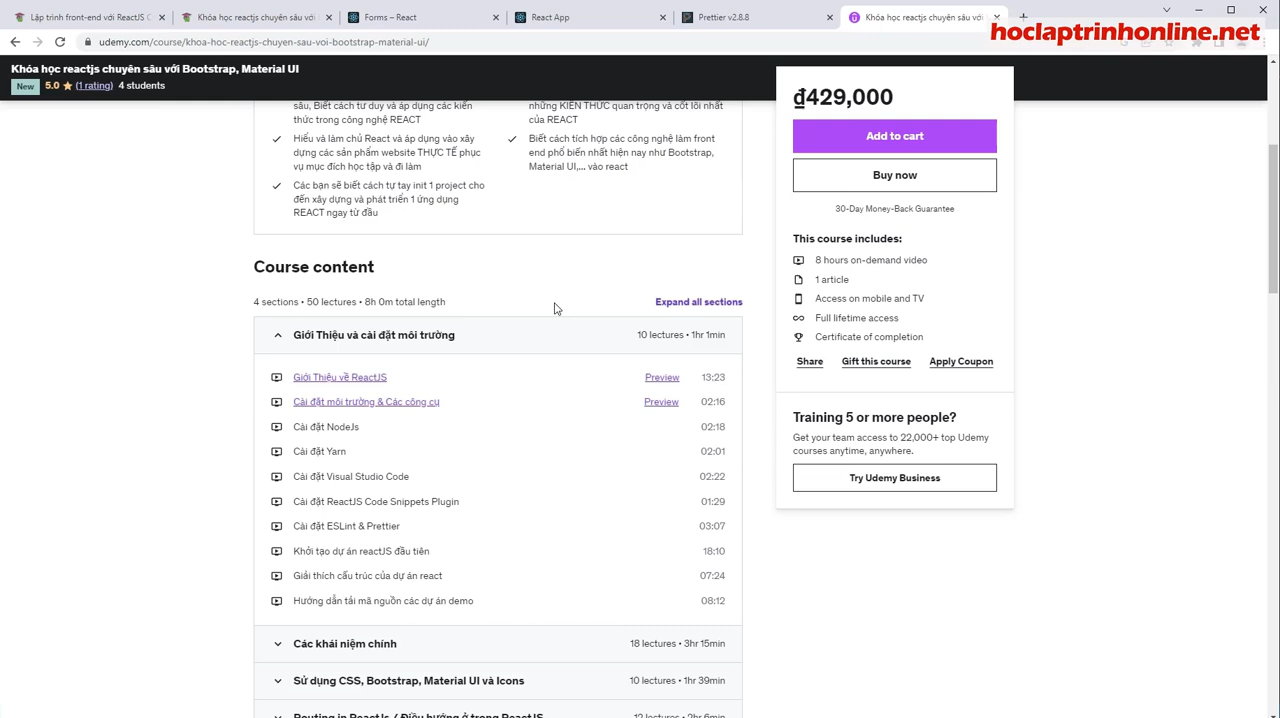 Lập trình front-end với ReactJS C
Khóa học reactjs chuyên sâu với
Forms – React
React App
Prettier v2.8.8
Khóa học reactjs chuyên sâu với
hoclaptrinhonline.net
udemy.com/course/khoa-hoc-reactjs-chuyen-sau-voi-bootstrap-material-ui/
Khóa học reactjs chuyên sâu với Bootstrap, Material UI
New 5.0 (1 rating) 4 students
sâu, Biết cách tư duy và áp dụng các kiến
thức trong công nghệ REACT
Hiểu và làm chủ React và áp dụng vào xây
dựng các sản phẩm website THỰC TẾ phục
vụ mục đích học tập và đi làm
Các bạn sẽ biết cách tự tay init 1 project cho
đến xây dựng và phát triển 1 ứng dụng
REACT ngay từ đầu
những KIẾN THỨC quan trọng và cốt lõi nhất
của REACT
Biết cách tích hợp các công nghệ làm front
end phổ biến nhất hiện nay như Bootstrap,
Material UI,... vào react
Course content
4 sections • 50 lectures • 8h 0m total length
Expand all sections
Giới Thiệu và cài đặt môi trường 10 lectures • 1hr 1min
Giới Thiệu về ReactJS Preview 13:23
Cài đặt môi trường & Các công cụ Preview 02:16
Cài đặt NodeJs 02:18
Cài đặt Yarn 02:01
Cài đặt Visual Studio Code 02:22
Cài đặt ReactJS Code Snippets Plugin 01:29
Cài đặt ESLint & Prettier 03:07
Khởi tạo dự án reactJS đầu tiên 18:10
Giải thích cấu trúc của dự án react 07:24
Hướng dẫn tải mã nguồn các dự án demo 08:12
Các khái niệm chính 18 lectures • 3hr 15min
Sử dụng CSS, Bootstrap, Material UI và Icons 10 lectures • 1hr 39min
Routing in ReactJs / Điều hướng ở trong ReactJS 12 lectures • 2hr 6min
₫429,000
Add to cart
Buy now
30-Day Money-Back Guarantee
This course includes:
8 hours on-demand video
1 article
Access on mobile and TV
Full lifetime access
Certificate of completion
Share Gift this course Apply Coupon
Training 5 or more people?
Get your team access to 22,000+ top Udemy
courses anytime, anywhere.
Try Udemy Business